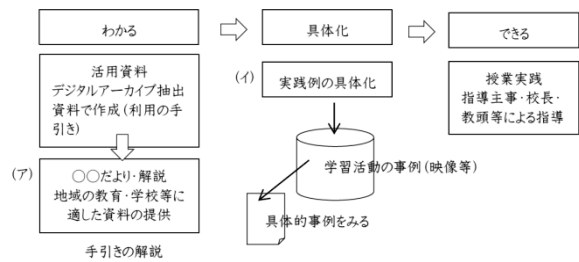 わかる
具体化
できる
活用資料
デジタルアーカイブ抽出
資料で作成(利用の手
引き)
(ア)
○○だより・解説
地域の教育・学校等に
適した資料の提供
手引きの解説
(イ)
実践例の具体化
学習活動の事例(映像等)
具体的事例をみる
授業実践
指導主事・校長・
教頭等による指導